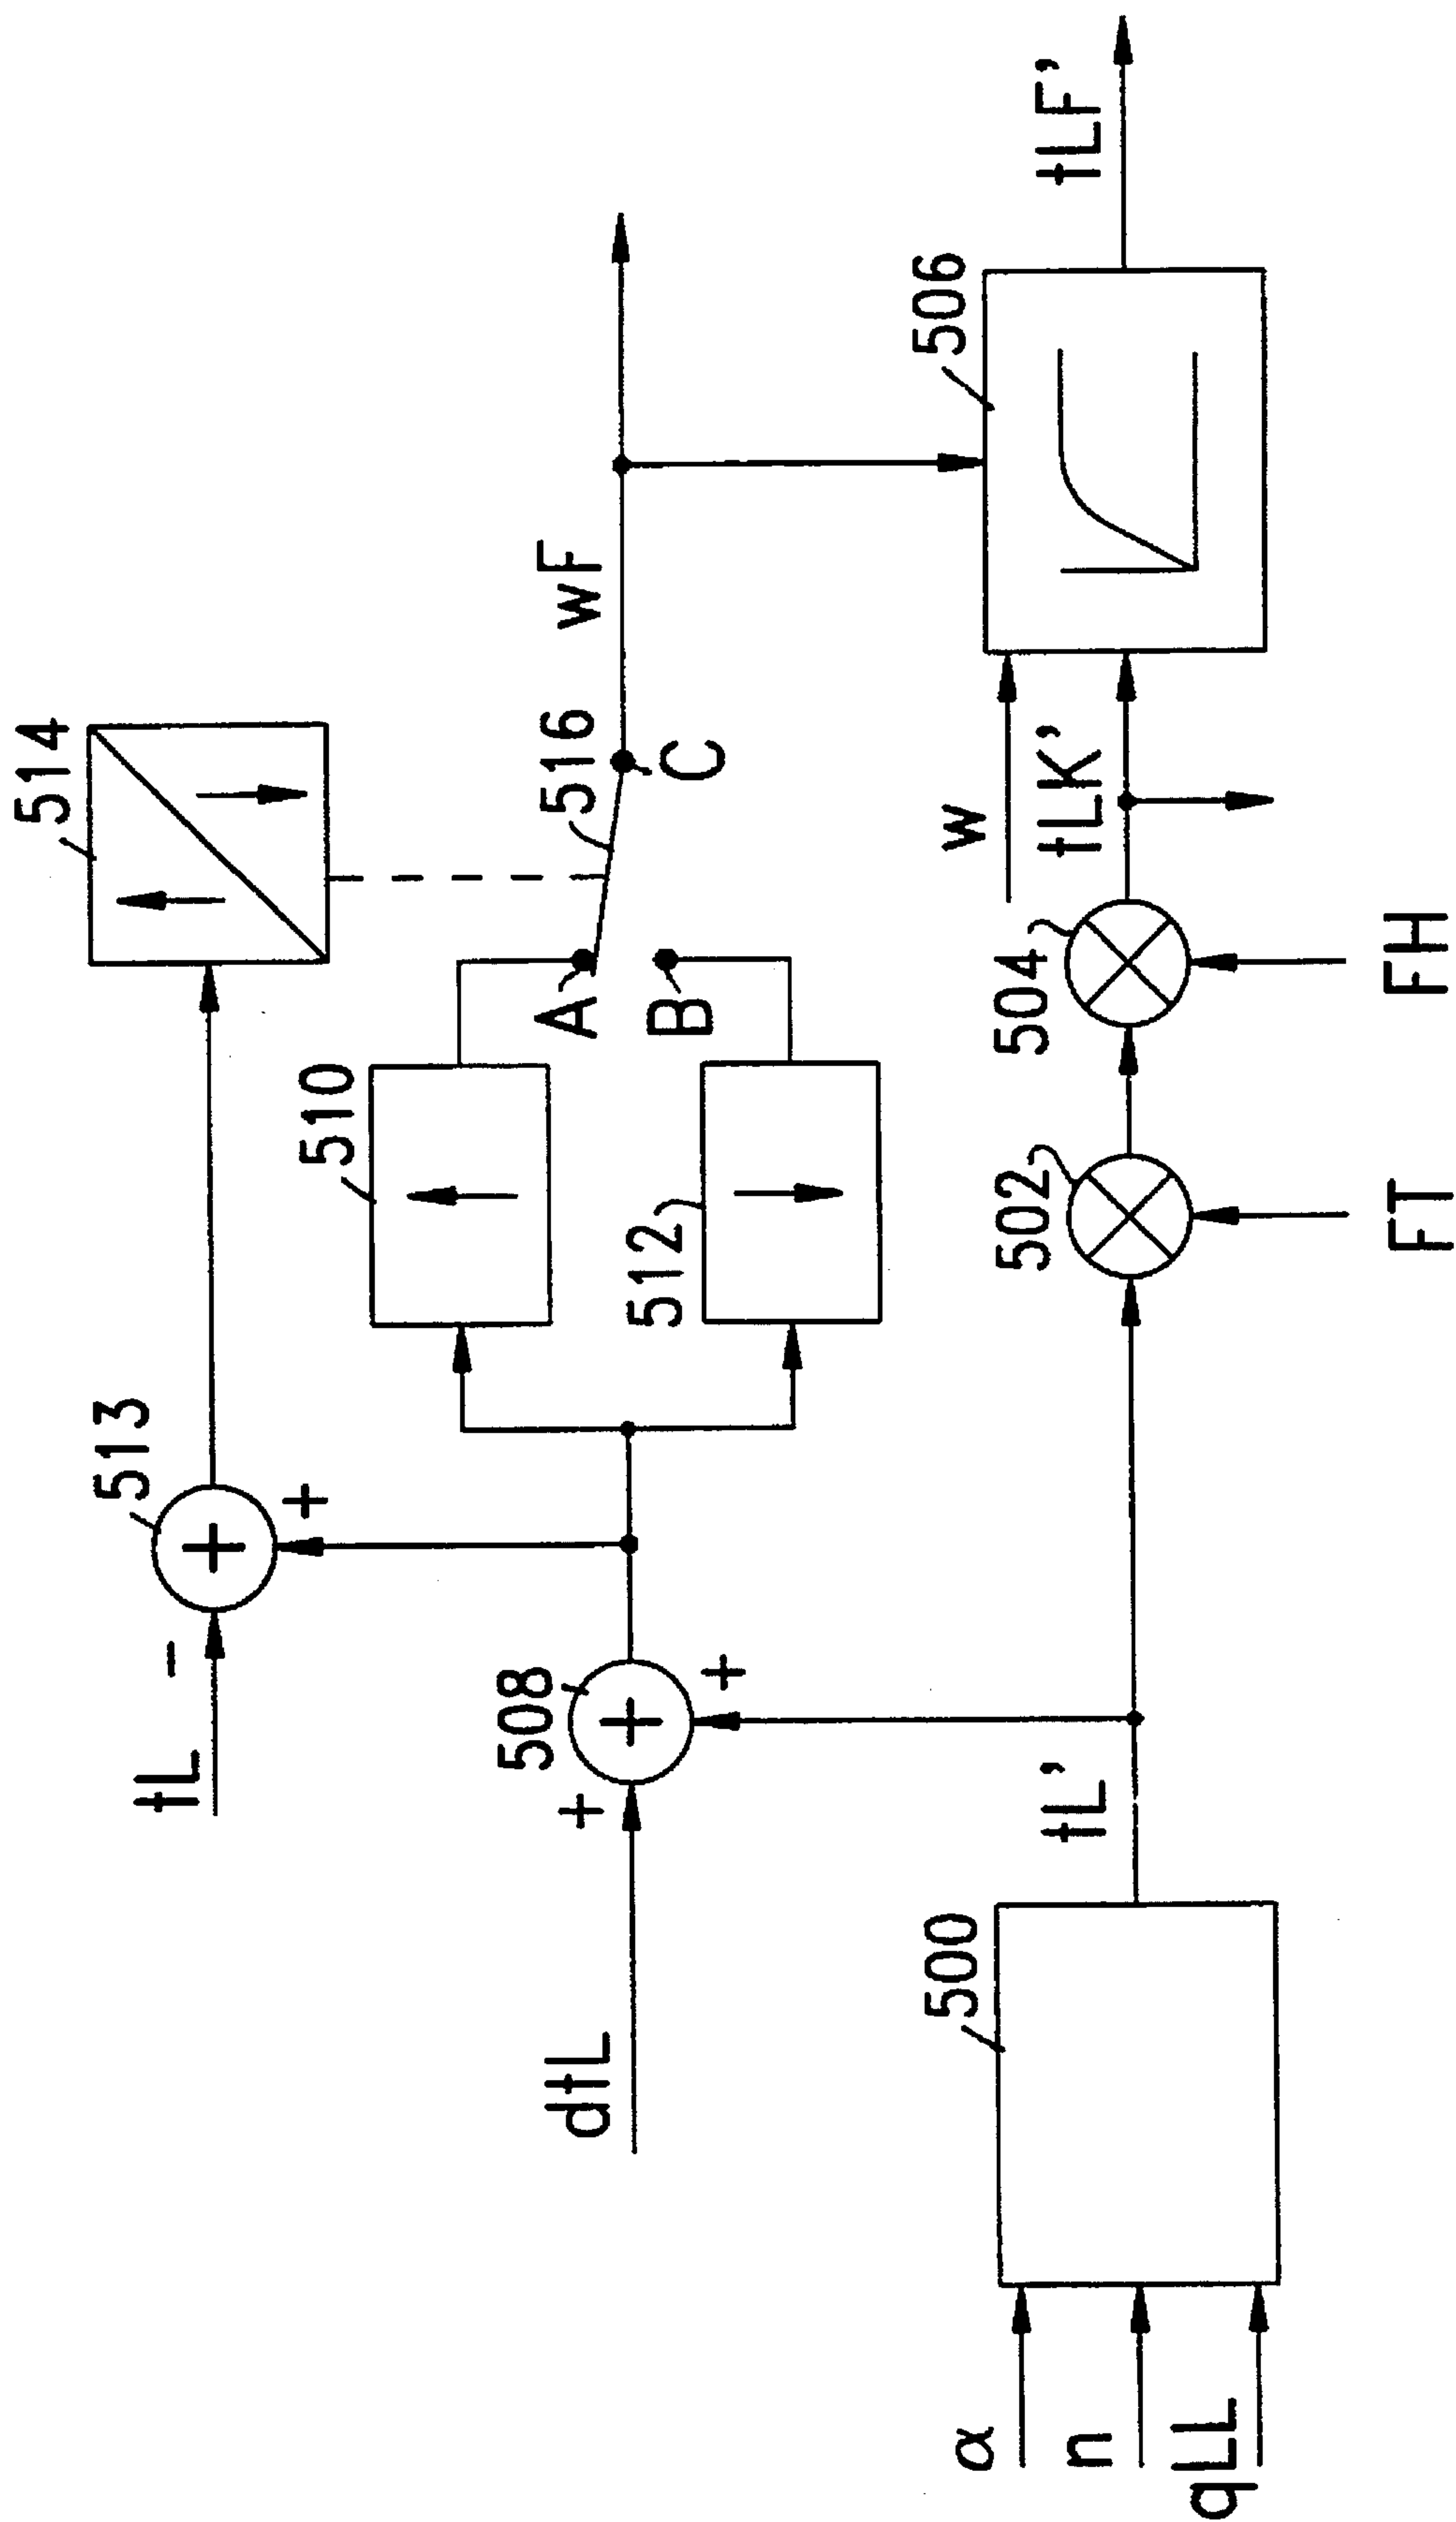 514
513
tL
-
+
510
516
wF
A
C
B
512
508
dtL
+
+
506
tLF'
w
tLK'
504
502
FH
FT
500
tL'
α
n
qLL